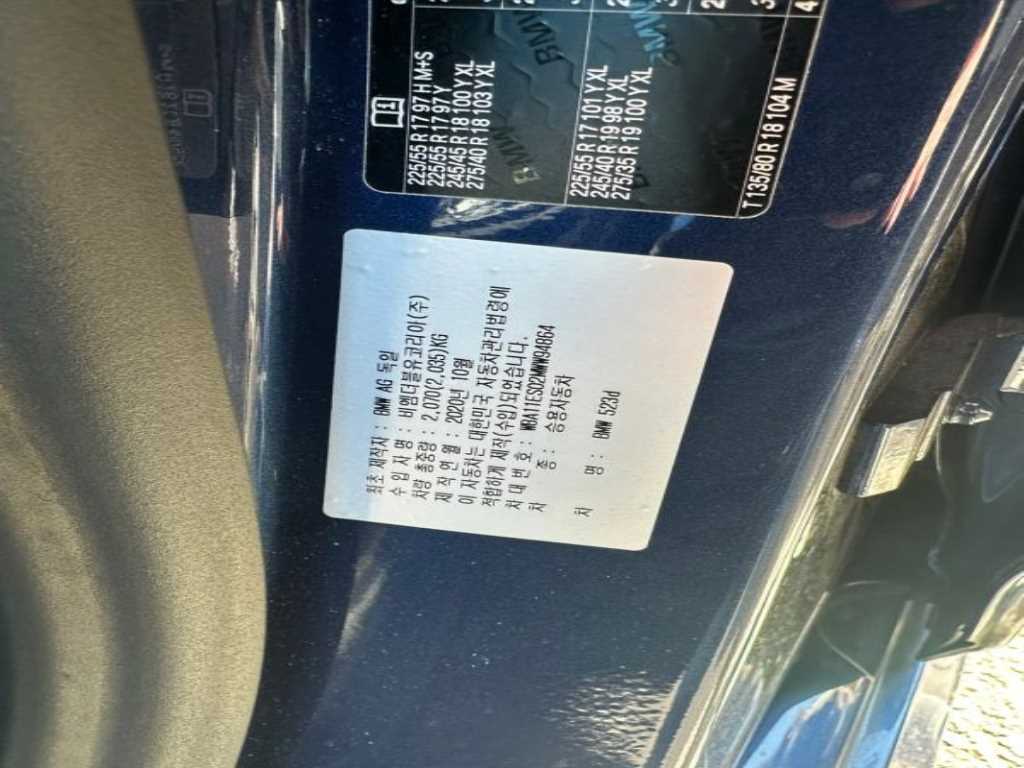 최초 제작자 : BMW AG 독일
수 입 사 명 : 비엠더블유코리아(주)
차량 총중량 : 2,070(2,035)KG
제 작 연 월 : 2020년 10월
이 자동차는 대한민국 자동차관리법령에
적합하게 제작(수입)되었습니다.
차 대 번 호 : WBA11ES02MWW94864
차 종 : 승용자동차
차 명 : BMW 523d
225/55 R 17 97 H M+S
225/55 R 17 97 Y
245/45 R 18 100 Y XL
275/40 R 18 103 Y XL
225/55 R 17 101 Y XL
245/40 R 19 98 Y XL
275/35 R 19 100 Y XL
T 135/80 R 18 104 M
BMW
BMW